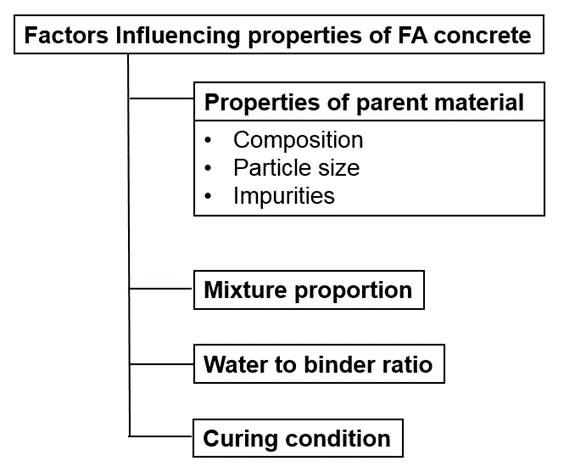 Factors Influencing properties of FA concrete
Properties of parent material
• Composition
• Particle size
• Impurities
Mixture proportion
Water to binder ratio
Curing condition